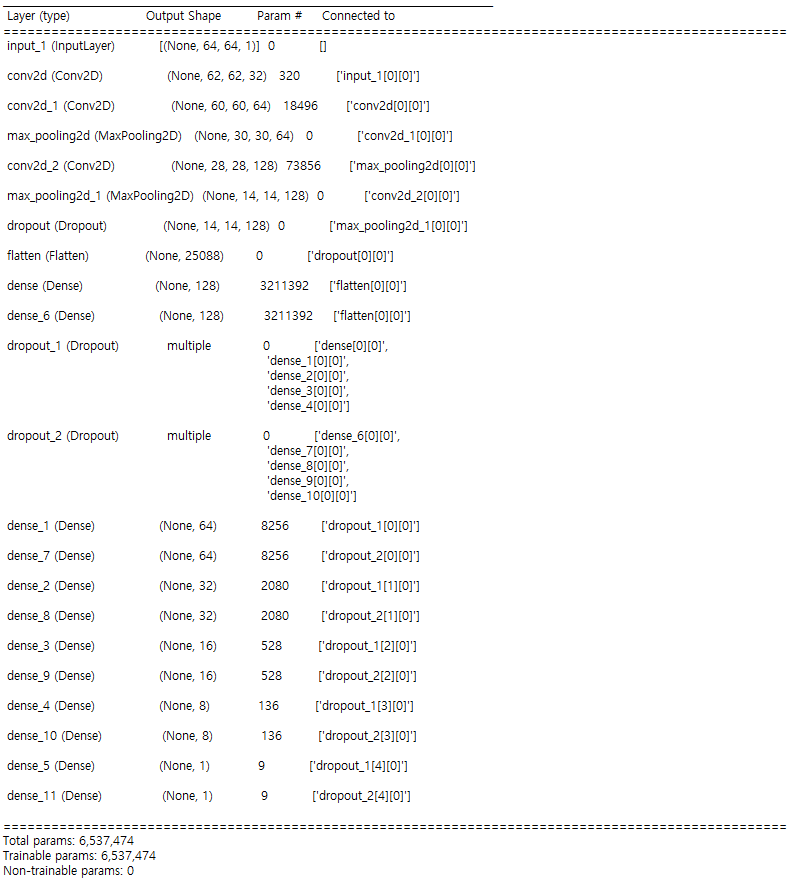 Layer (type) Output Shape Param # Connected to
==================================================================================================
input_1 (InputLayer) [(None, 64, 64, 1)] 0 []
conv2d (Conv2D) (None, 62, 62, 32) 320 ['input_1[0][0]']
conv2d_1 (Conv2D) (None, 60, 60, 64) 18496 ['conv2d[0][0]']
max_pooling2d (MaxPooling2D) (None, 30, 30, 64) 0 ['conv2d_1[0][0]']
conv2d_2 (Conv2D) (None, 28, 28, 128) 73856 ['max_pooling2d[0][0]']
max_pooling2d_1 (MaxPooling2D) (None, 14, 14, 128) 0 ['conv2d_2[0][0]']
dropout (Dropout) (None, 14, 14, 128) 0 ['max_pooling2d_1[0][0]']
flatten (Flatten) (None, 25088) 0 ['dropout[0][0]']
dense (Dense) (None, 128) 3211392 ['flatten[0][0]']
dense_6 (Dense) (None, 128) 3211392 ['flatten[0][0]']
dropout_1 (Dropout) multiple 0 ['dense[0][0]',
'dense_1[0][0]',
'dense_2[0][0]',
'dense_3[0][0]',
'dense_4[0][0]']
dropout_2 (Dropout) multiple 0 ['dense_6[0][0]',
'dense_7[0][0]',
'dense_8[0][0]',
'dense_9[0][0]',
'dense_10[0][0]']
dense_1 (Dense) (None, 64) 8256 ['dropout_1[0][0]']
dense_7 (Dense) (None, 64) 8256 ['dropout_2[0][0]']
dense_2 (Dense) (None, 32) 2080 ['dropout_1[1][0]']
dense_8 (Dense) (None, 32) 2080 ['dropout_2[1][0]']
dense_3 (Dense) (None, 16) 528 ['dropout_1[2][0]']
dense_9 (Dense) (None, 16) 528 ['dropout_2[2][0]']
dense_4 (Dense) (None, 8) 136 ['dropout_1[3][0]']
dense_10 (Dense) (None, 8) 136 ['dropout_2[3][0]']
dense_5 (Dense) (None, 1) 9 ['dropout_1[4][0]']
dense_11 (Dense) (None, 1) 9 ['dropout_2[4][0]']
==================================================================================================
Total params: 6,537,474
Trainable params: 6,537,474
Non-trainable params: 0